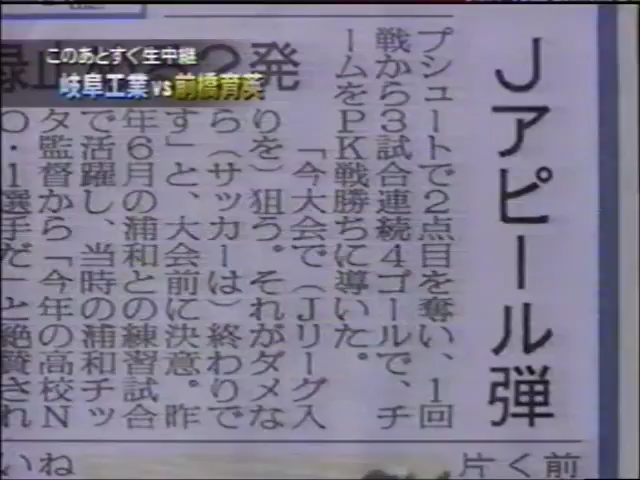 このあとすぐ生中継
岐阜工業vs前橋育英
Jアピール弾
2発
プシュートで2点目を奪い、1回
戦から3試合連続4ゴールで、チ
ームをPK戦勝ちに導いた。
「今大会で(Jリーグ入
りを)狙う。それがダメな
ら(サッカーは)終わりで
す」と、大会前に決意。昨
年6月の浦和との練習試合
で活躍し、当時の浦和チッ
タ監督から「今年の高校N
O・1選手だ」と絶賛され
いね
片く前